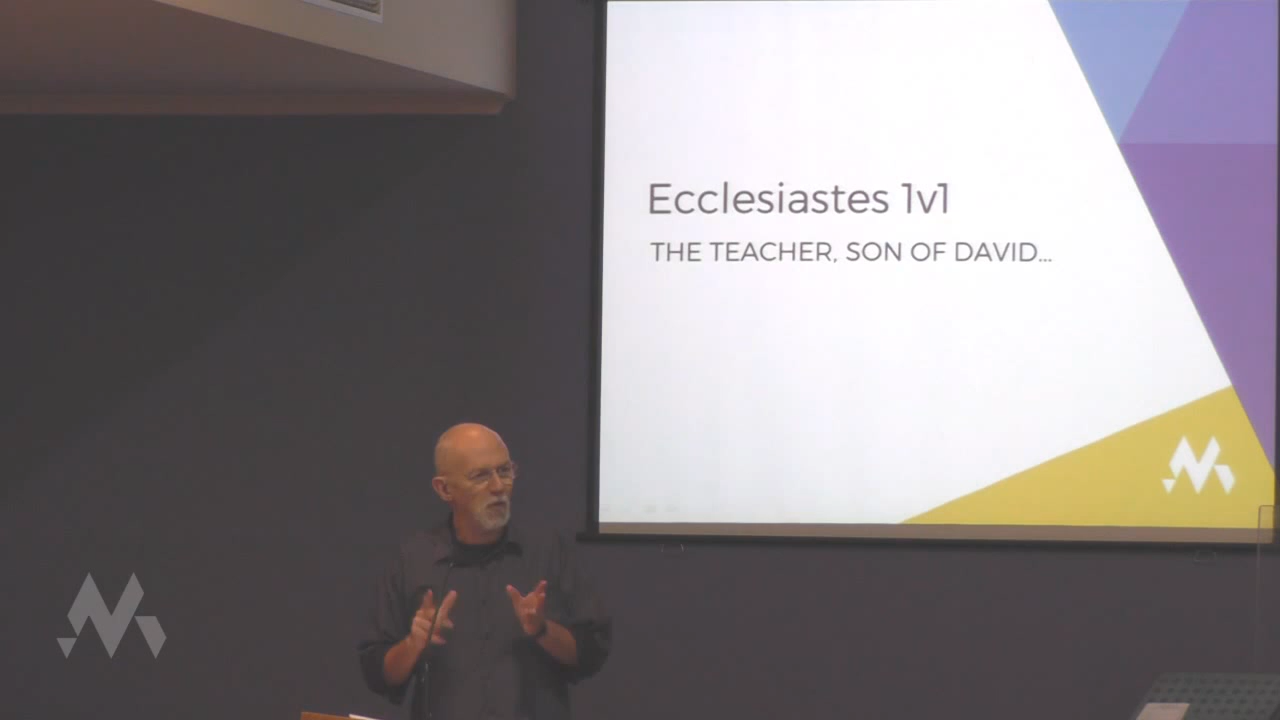 Ecclesiastes 1v1
THE TEACHER, SON OF DAVID...